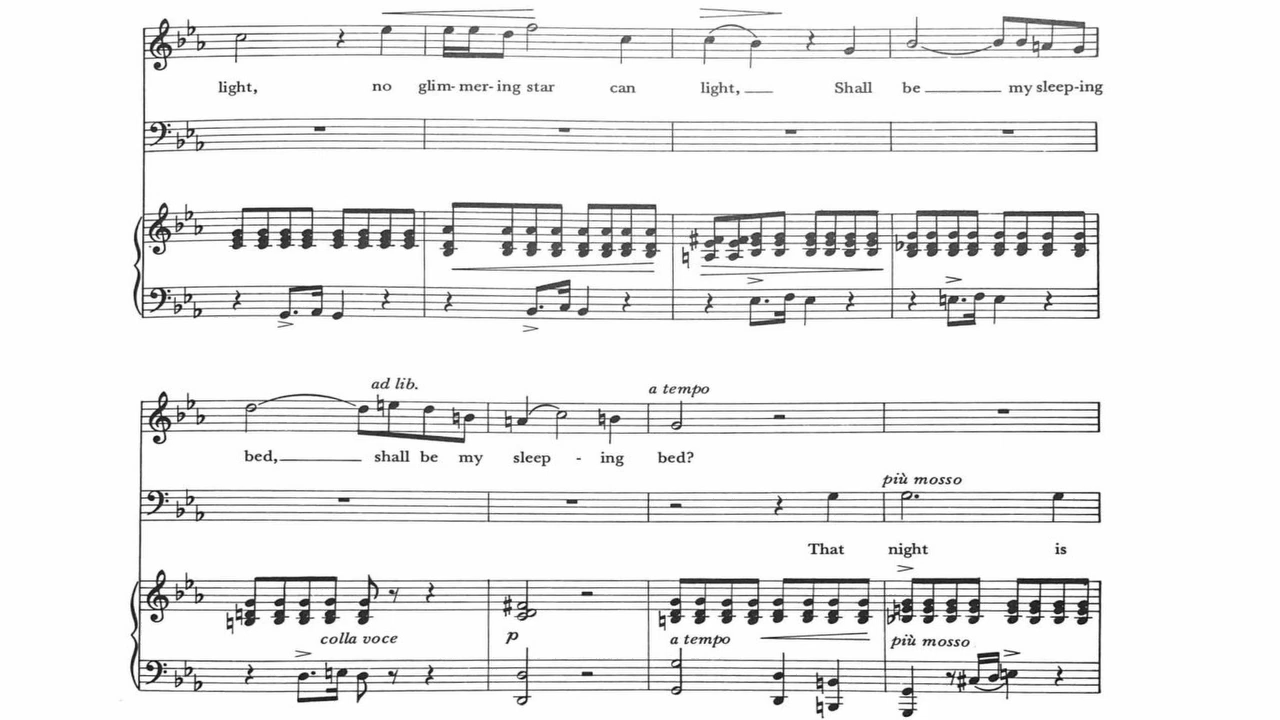 light, no glim- mer- ing star can light, Shall be my sleep-ing
ad lib.
a tempo
bed, shall be my sleep - ing bed?
più mosso
That night is
colla voce
p
a tempo
più mosso